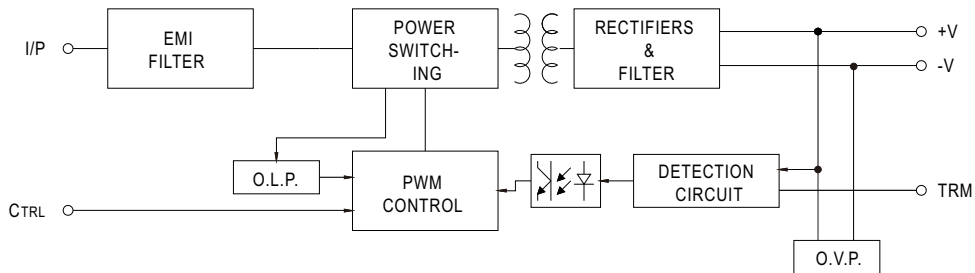 I/P
EMI
FILTER
POWER
SWITCH-
ING
RECTIFIERS
&
FILTER
+V
-V
O.L.P.
PWM
CONTROL
DETECTION
CIRCUIT
TRM
CTRL
O.V.P.